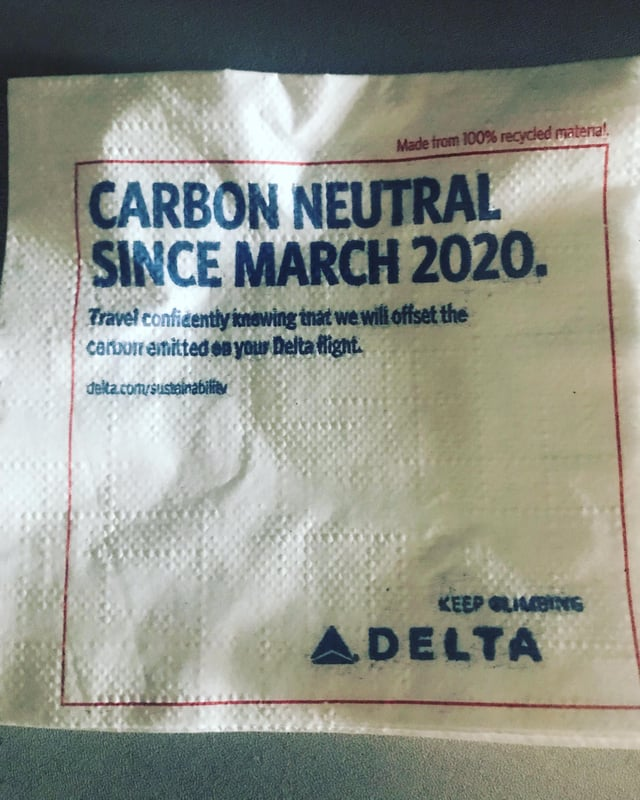 Made from 100% recycled material.
CARBON NEUTRAL
SINCE MARCH 2020.
Travel confidently knowing that we will offset the
carbon emitted on your Delta flight.
delta.com/sustainability
KEEP CLIMBING
DELTA